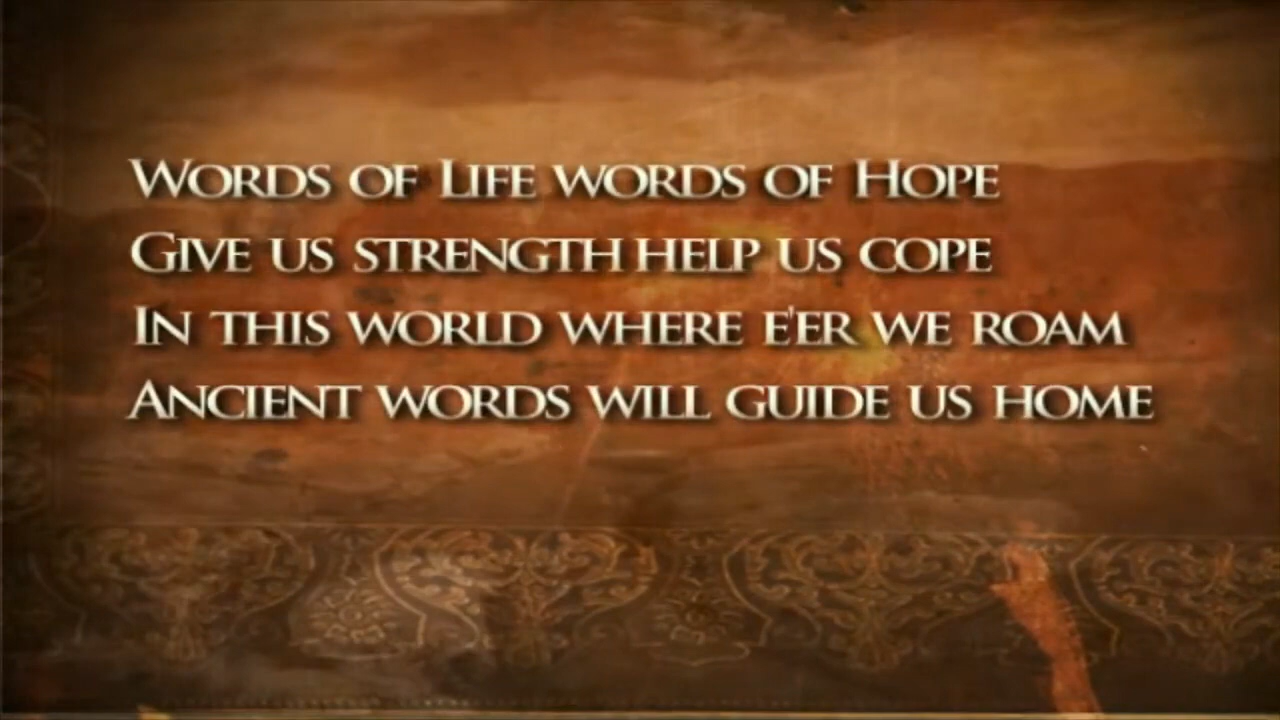 Words of Life words of Hope
Give us strength help us cope
In this world where e'er we roam
Ancient words will guide us home